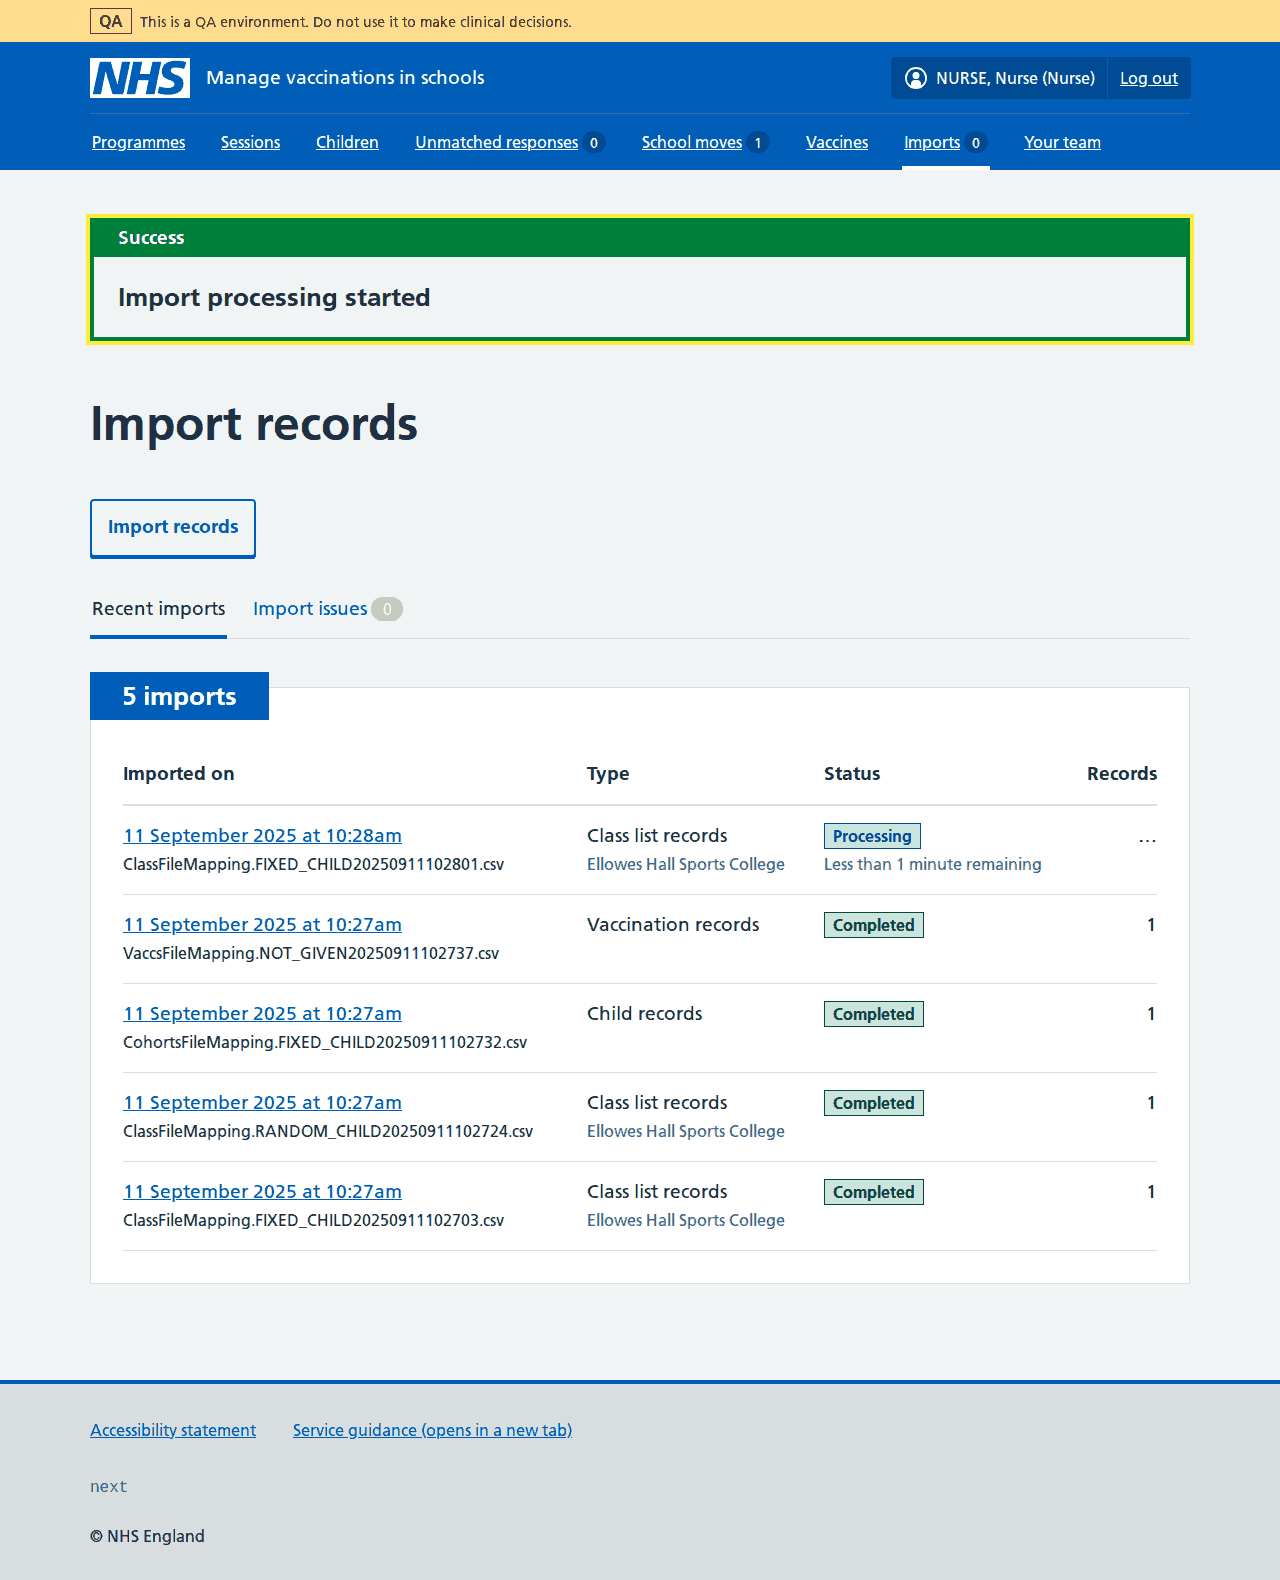 QA This is a QA environment. Do not use it to make clinical decisions.
NHS Manage vaccinations in schools NURSE, Nurse (Nurse) Log out
Programmes Sessions Children Unmatched responses 0 School moves 1 Vaccines Imports 0 Your team
Success
Import processing started
Import records
Import records
Recent imports Import issues 0
5 imports
Imported on Type Status Records
11 September 2025 at 10:28am Class list records Processing ...
ClassFileMapping.FIXED_CHILD20250911102801.csv Ellowes Hall Sports College Less than 1 minute remaining
11 September 2025 at 10:27am Vaccination records Completed 1
VaccsFileMapping.NOT_GIVEN20250911102737.csv
11 September 2025 at 10:27am Child records Completed 1
CohortsFileMapping.FIXED_CHILD20250911102732.csv
11 September 2025 at 10:27am Class list records Completed 1
ClassFileMapping.RANDOM_CHILD20250911102724.csv Ellowes Hall Sports College
11 September 2025 at 10:27am Class list records Completed 1
ClassFileMapping.FIXED_CHILD20250911102703.csv Ellowes Hall Sports College
Accessibility statement Service guidance (opens in a new tab)
next
© NHS England